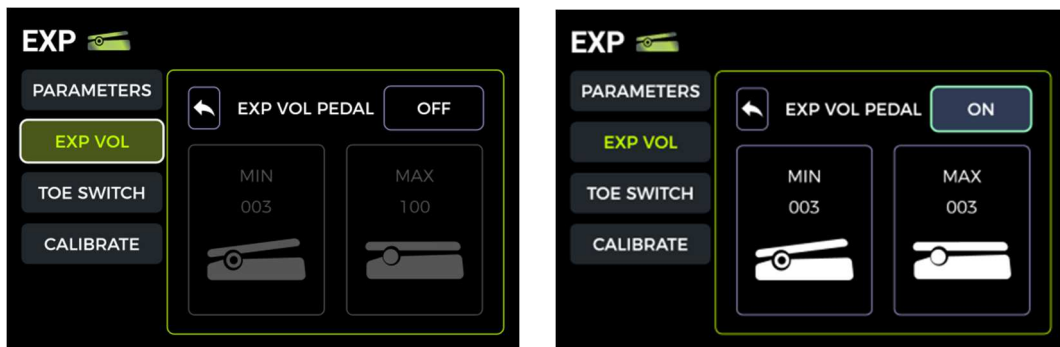 EXP
PARAMETERS
EXP VOL
TOE SWITCH
CALIBRATE
EXP VOL PEDAL OFF
MIN
003
MAX
100
EXP
PARAMETERS
EXP VOL
TOE SWITCH
CALIBRATE
EXP VOL PEDAL ON
MIN
003
MAX
003